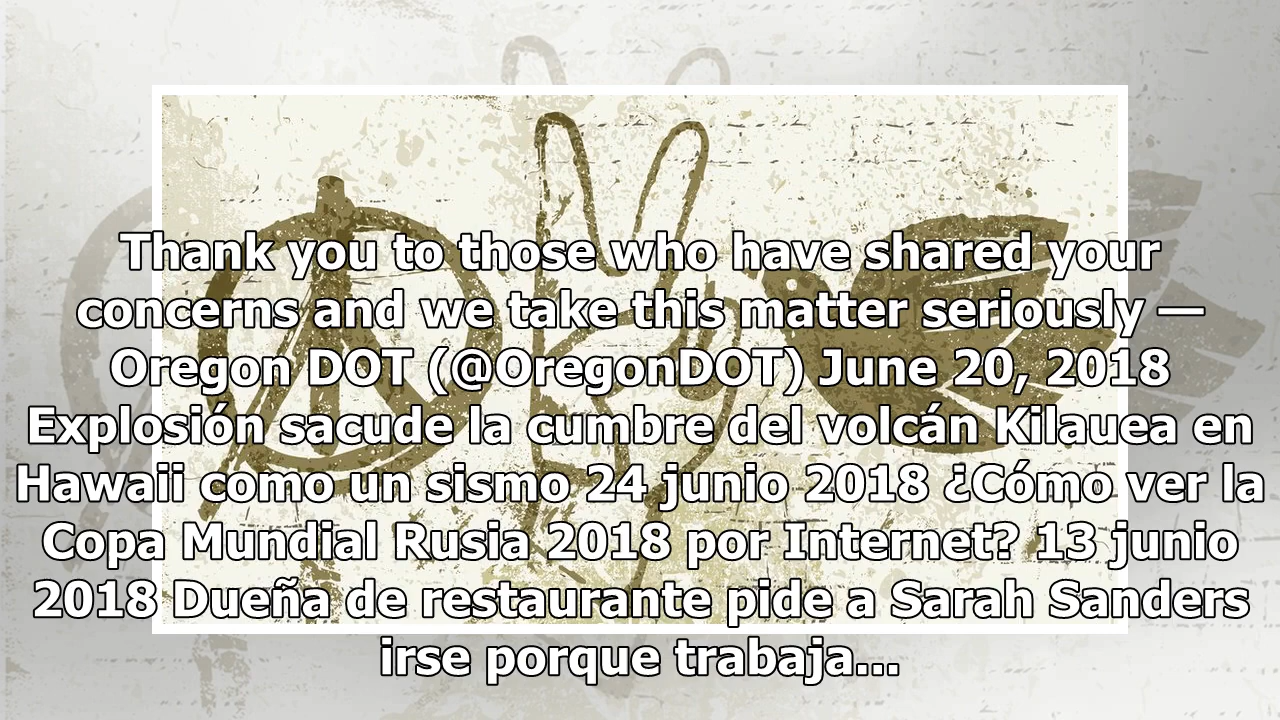 Thank you to those who have shared your
concerns and we take this matter seriously —
Oregon DOT (@OregonDOT) June 20, 2018
Explosión sacude la cumbre del volcán Kilauea en
Hawaii como un sismo 24 junio 2018 ¿Cómo ver la
Copa Mundial Rusia 2018 por Internet? 13 junio
2018 Dueña de restaurante pide a Sarah Sanders
irse porque trabaja...